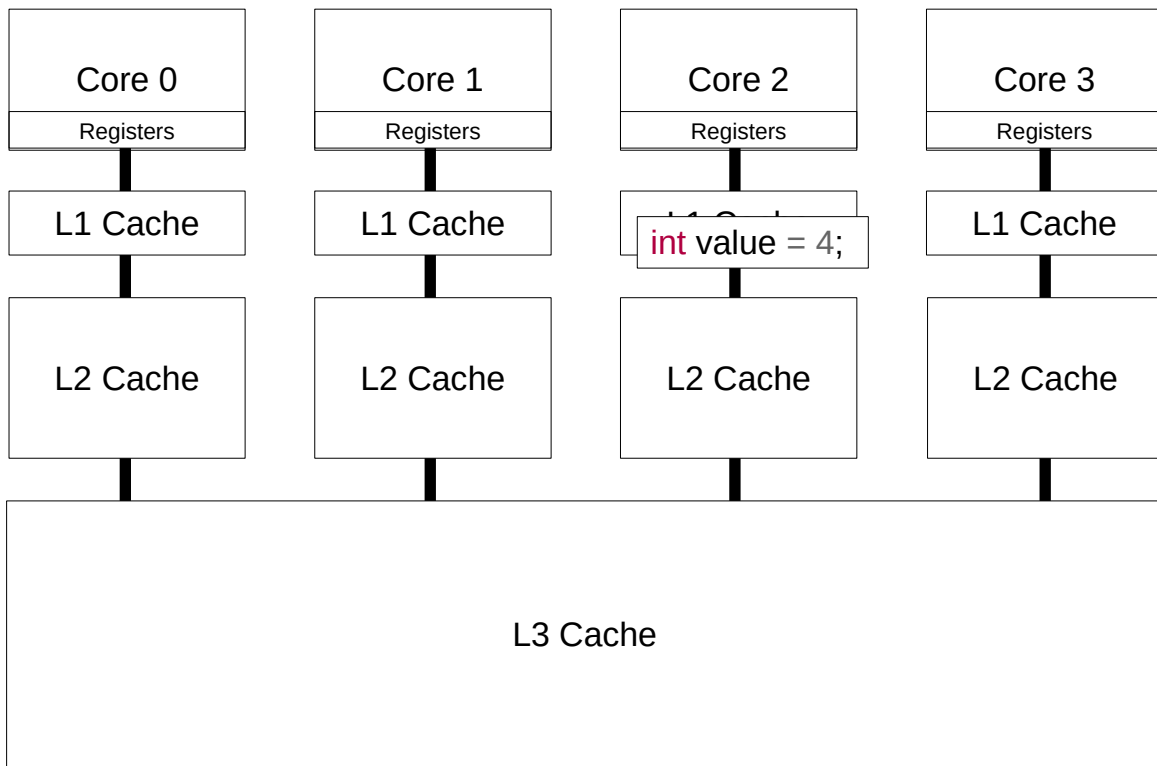 Core 0
Core 1
Core 2
Core 3
Registers
Registers
Registers
Registers
L1 Cache
L1 Cache
L1 Cache
int value = 4;
L2 Cache
L2 Cache
L2 Cache
L2 Cache
L3 Cache